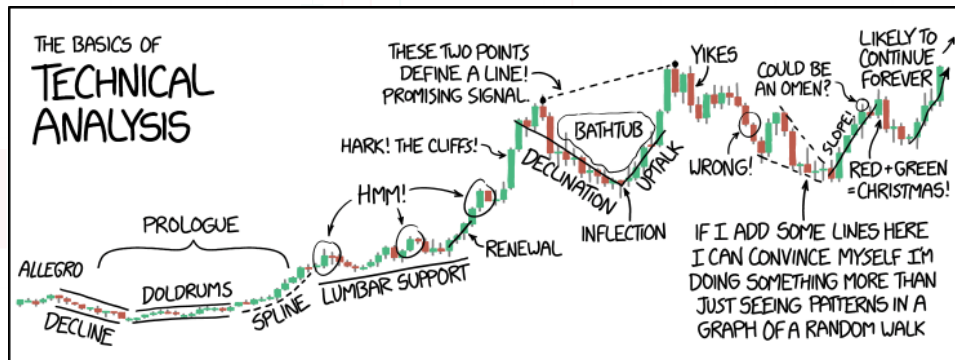 THE BASICS OF
TECHNICAL
ANALYSIS
ALLEGRO
DECLINE
PROLOGUE
DOLDRUMS
SPLINE
HMM!
LUMBAR SUPPORT
RENEWAL
HARK! THE CLIFFS!
THESE TWO POINTS
DEFINE A LINE!
PROMISING SIGNAL
DECLINATION
BATHTUB
UPTALK
INFLECTION
YIKES
WRONG!
COULD BE
AN OMEN?
SLOPE!
LIKELY TO
CONTINUE
FOREVER
RED+GREEN
=CHRISTMAS!
IF I ADD SOME LINES HERE
I CAN CONVINCE MYSELF I'M
DOING SOMETHING MORE THAN
JUST SEEING PATTERNS IN A
GRAPH OF A RANDOM WALK